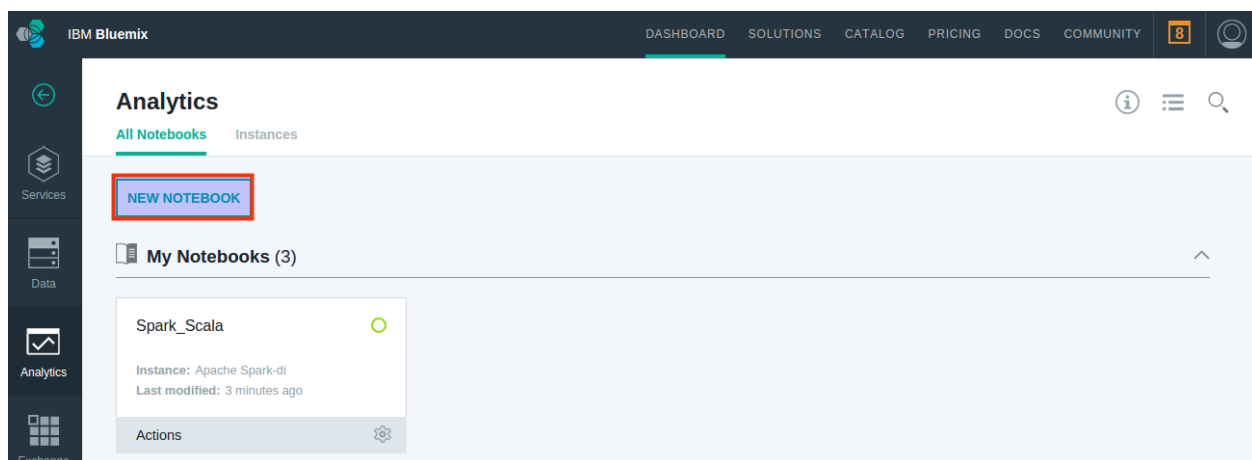 IBM Bluemix
DASHBOARD SOLUTIONS CATALOG PRICING DOCS COMMUNITY 8
Analytics
All Notebooks Instances
Services
NEW NOTEBOOK
My Notebooks (3)
Data
Spark_Scala
Instance: Apache Spark-di
Analytics
Last modified: 3 minutes ago
Actions
Exchange